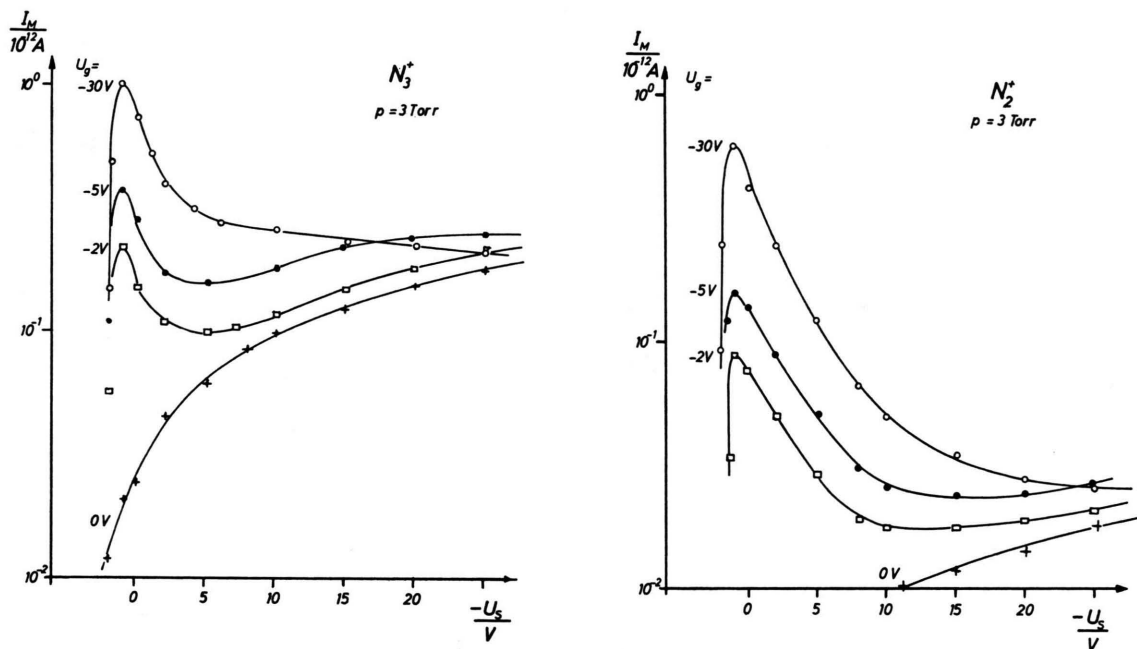 I_M / 10^12 A
U_g =
N_3^+
p = 3 Torr
10^0
-30V
-5V
-2V
10^-1
0V
10^-2
0 5 10 15 20
-U_S / V
I_M / 10^-12 A
U_g =
N_2^+
p = 3 Torr
10^0
-30V
-5V
10^-1
-2V
0V
10^-2
0 5 10 15 20
-U_S / V